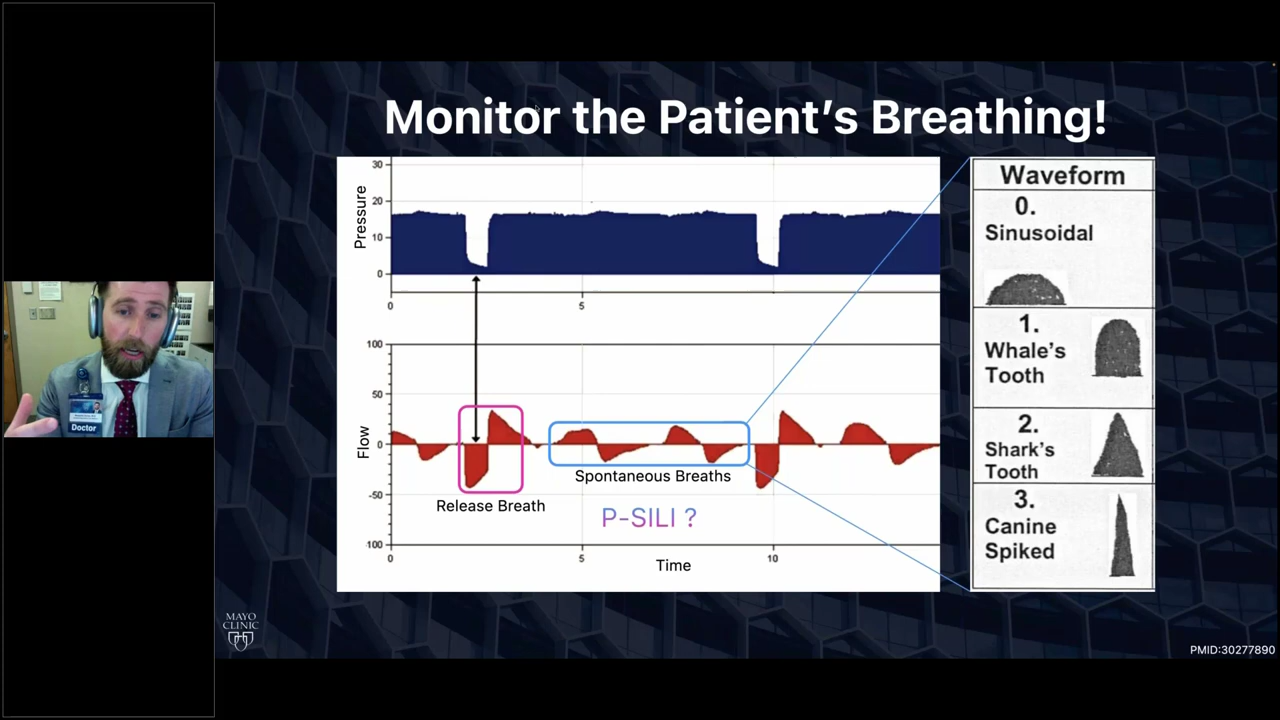 Monitor the Patient's Breathing!
Pressure
30
20
10
0
0
5
100
50
0
-50
100
Flow
Release Breath
Spontaneous Breaths
P-SILI ?
0
5
10
Time
Waveform
0.
Sinusoidal
1.
Whale's
Tooth
2.
Shark's
Tooth
3.
Canine
Spiked
Doctor
MAYO
CLINIC
PMID:30277890